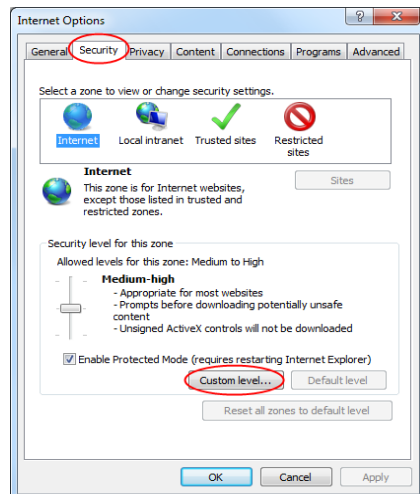 Internet Options
General Security Privacy Content Connections Programs Advanced
Select a zone to view or change security settings.
Internet Local intranet Trusted sites Restricted
sites
Internet
Sites
This zone is for Internet websites,
except those listed in trusted and
restricted zones.
Security level for this zone
Allowed levels for this zone: Medium to High
Medium-high
- Appropriate for most websites
- Prompts before downloading potentially unsafe
content
- Unsigned ActiveX controls will not be downloaded
Enable Protected Mode (requires restarting Internet Explorer)
Custom level... Default level
Reset all zones to default level
OK Cancel Apply